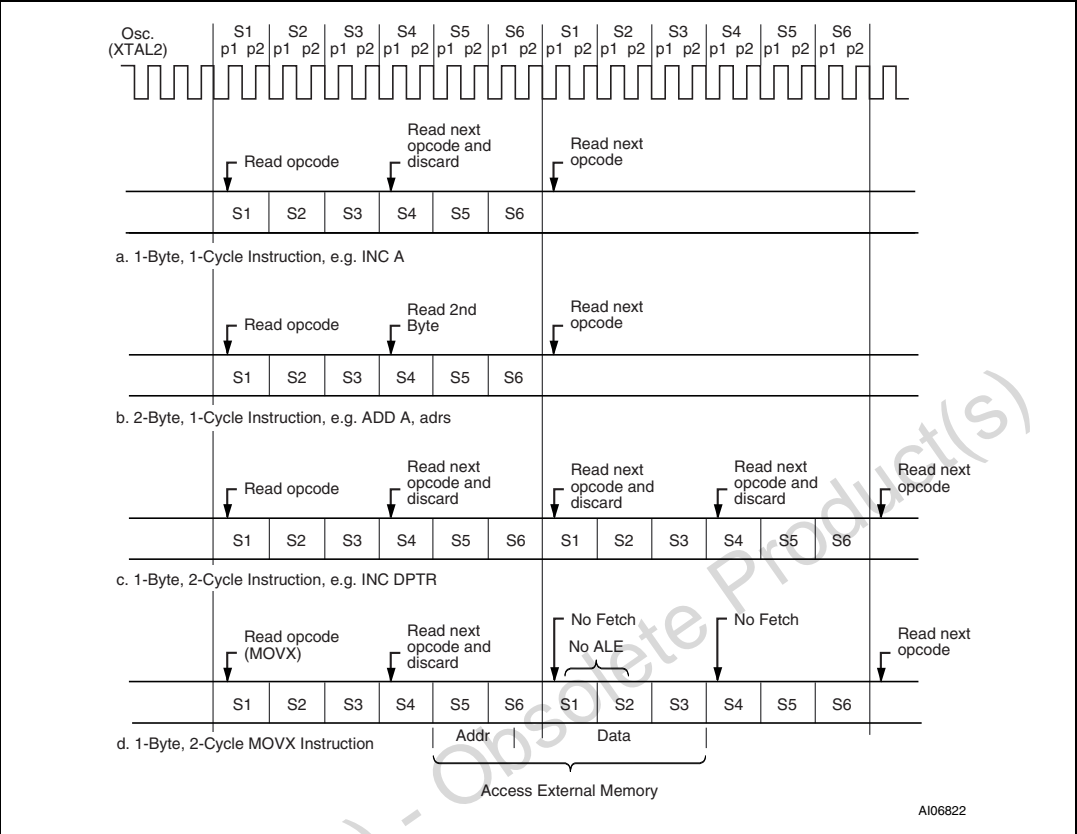 Osc.
(XTAL2)
S1 S2 S3 S4 S5 S6 S1 S2 S3 S4 S5 S6
p1 p2 p1 p2 p1 p2 p1 p2 p1 p2 p1 p2 p1 p2 p1 p2 p1 p2 p1 p2 p1 p2 p1 p2
Read opcode
Read next
opcode and
discard
Read next
opcode
S1 S2 S3 S4 S5 S6
a. 1-Byte, 1-Cycle Instruction, e.g. INC A
Read opcode
Read 2nd
Byte
Read next
opcode
S1 S2 S3 S4 S5 S6
b. 2-Byte, 1-Cycle Instruction, e.g. ADD A, adrs
Read opcode
Read next
opcode and
discard
Read next
opcode and
discard
Read next
opcode and
discard
Read next
opcode
S1 S2 S3 S4 S5 S6 S1 S2 S3 S4 S5 S6
c. 1-Byte, 2-Cycle Instruction, e.g. INC DPTR
Read opcode
(MOVX)
Read next
opcode and
discard
No Fetch
No ALE
No Fetch
Read next
opcode
S1 S2 S3 S4 S5 S6 S1 S2 S3 S4 S5 S6
d. 1-Byte, 2-Cycle MOVX Instruction
Addr
Data
Access External Memory
AI06822
) - Obsolete Product(s)